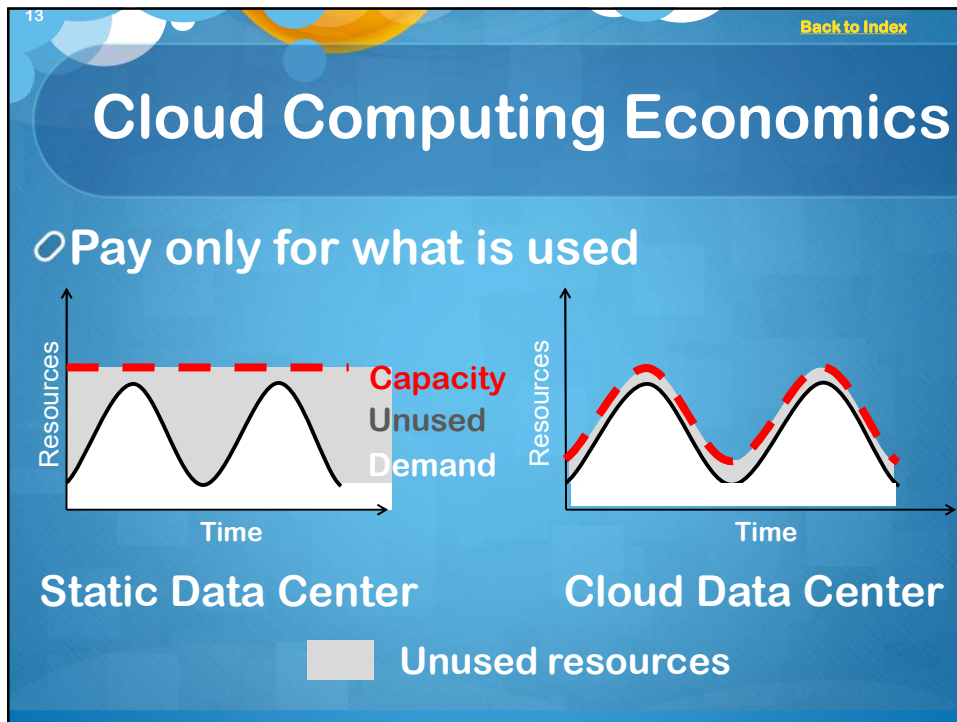 13
Back to Index
Cloud Computing Economics
Pay only for what is used
Resources
Capacity
Unused
Demand
Time
Resources
Time
Static Data Center
Cloud Data Center
Unused resources